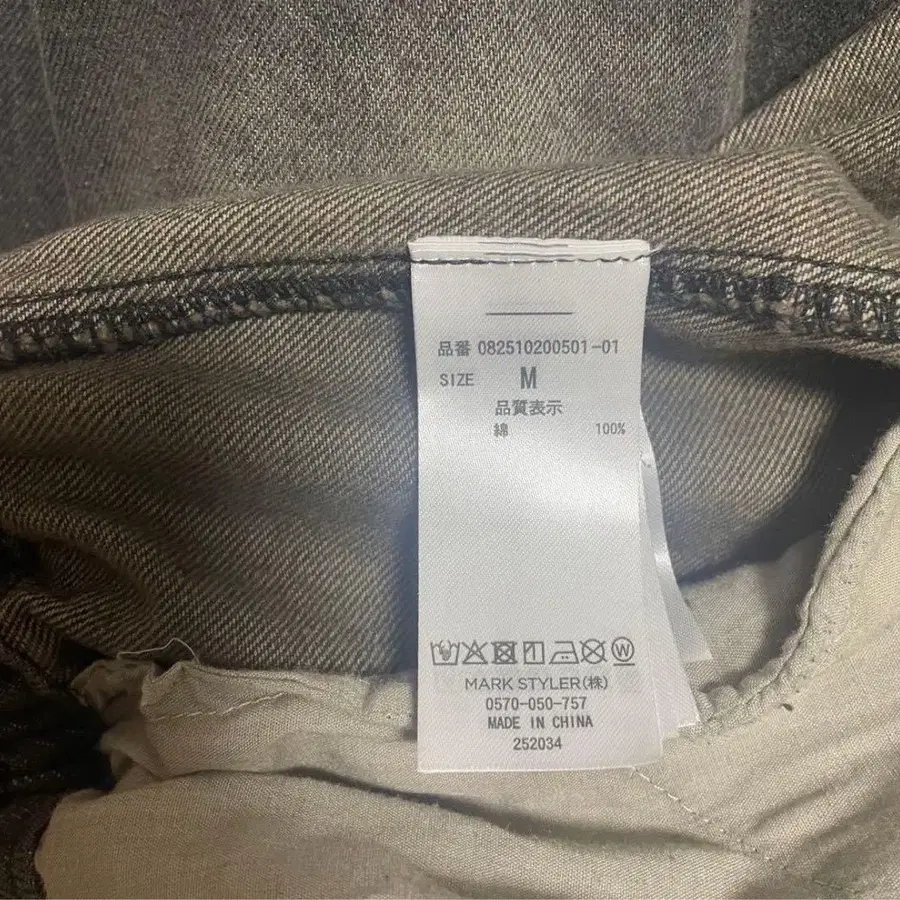 品番 082510200501-01
SIZE M
品質表示
綿 100%
MARK STYLER(株)
0570-050-757
MADE IN CHINA
252034